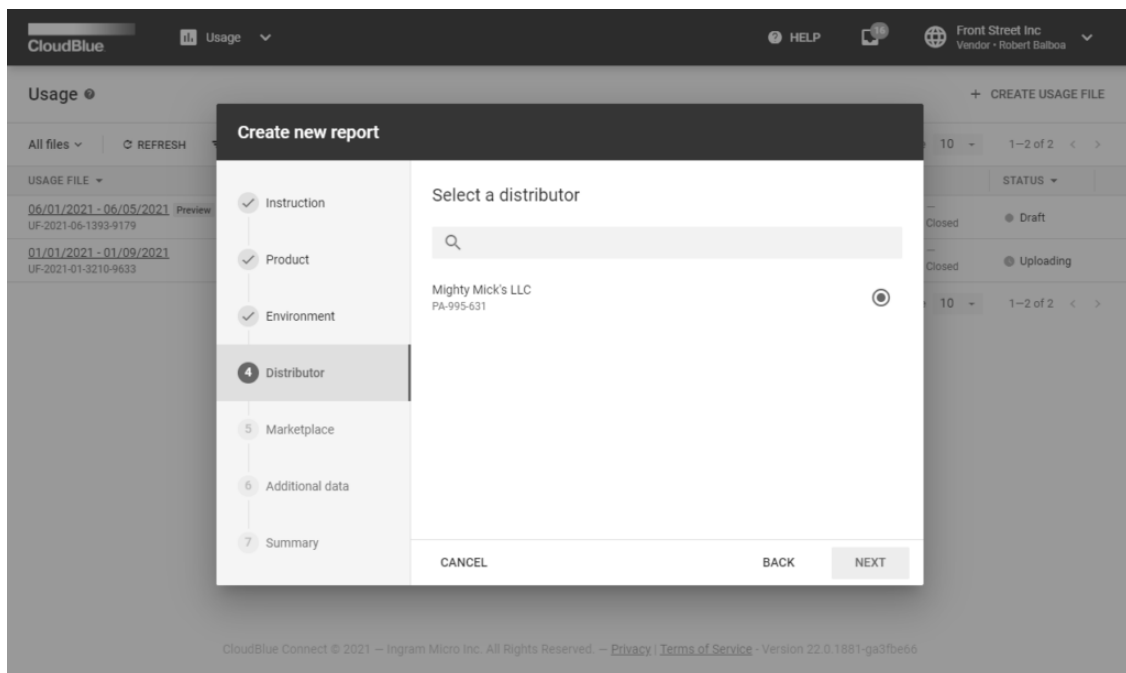 CloudBlue
Usage
HELP
16
Front Street Inc
Vendor • Robert Balboa
Usage
+ CREATE USAGE FILE
All files
REFRESH
10
1–2 of 2
USAGE FILE
STATUS
06/01/2021 - 06/05/2021 Preview
UF-2021-06-1393-9179
—
Closed
Draft
01/01/2021 - 01/09/2021
UF-2021-01-3210-9633
—
Closed
Uploading
10
1–2 of 2
Create new report
Instruction
Product
Environment
4 Distributor
5 Marketplace
6 Additional data
7 Summary
Select a distributor
Mighty Mick's LLC
PA-995-631
CANCEL
BACK
NEXT
CloudBlue Connect © 2021 — Ingram Micro Inc. All Rights Reserved. — Privacy | Terms of Service - Version 22.0.1881-ga3fbe66